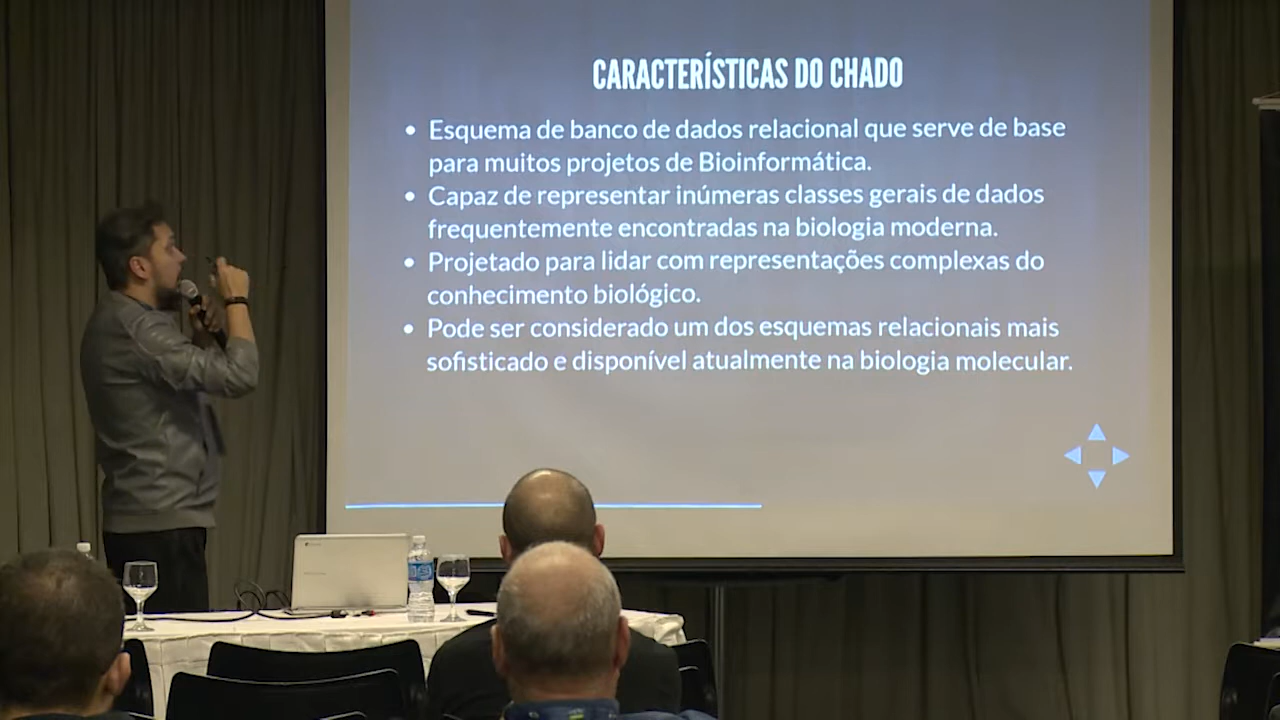 CARACTERÍSTICAS DO CHADO
• Esquema de banco de dados relacional que serve de base
para muitos projetos de Bioinformática.
• Capaz de representar inúmeras classes gerais de dados
frequentemente encontradas na biologia moderna.
• Projetado para lidar com representações complexas do
conhecimento biológico.
• Pode ser considerado um dos esquemas relacionais mais
sofisticado e disponível atualmente na biologia molecular.